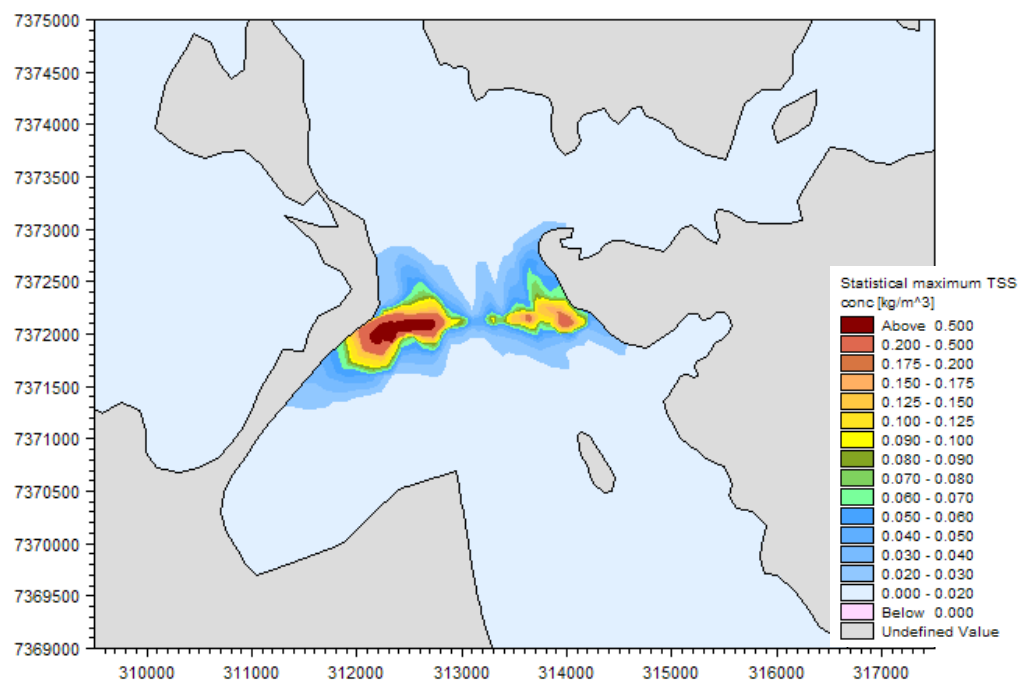 7375000
7374500
7374000
7373500
7373000
7372500
7372000
7371500
7371000
7370500
7370000
7369500
7369000
310000 311000 312000 313000 314000 315000 316000 317000
Statistical maximum TSS
conc [kg/m^3]
Above 0.500
0.200 - 0.500
0.175 - 0.200
0.150 - 0.175
0.125 - 0.150
0.100 - 0.125
0.090 - 0.100
0.080 - 0.090
0.070 - 0.080
0.060 - 0.070
0.050 - 0.060
0.040 - 0.050
0.030 - 0.040
0.020 - 0.030
0.000 - 0.020
Below 0.000
Undefined Value